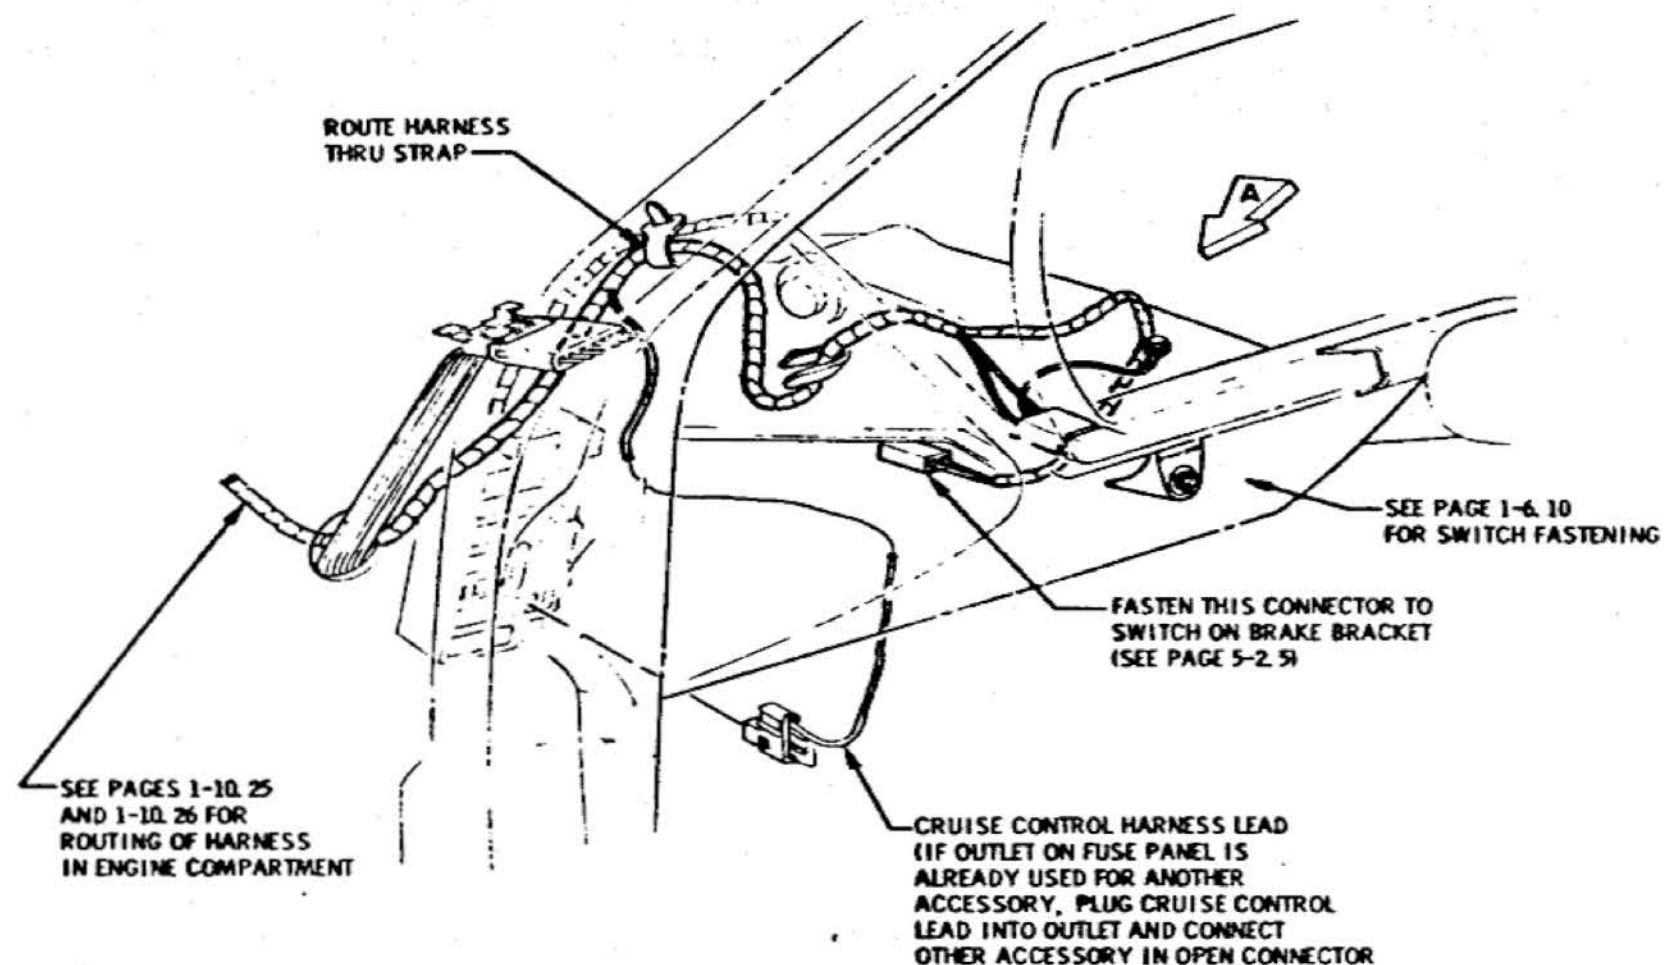 ROUTE HARNESS
THRU STRAP
A
SEE PAGE 1-6.10
FOR SWITCH FASTENING
FASTEN THIS CONNECTOR TO
SWITCH ON BRAKE BRACKET
(SEE PAGE 5-2.5)
SEE PAGES 1-10.25
AND 1-10.26 FOR
ROUTING OF HARNESS
IN ENGINE COMPARTMENT
CRUISE CONTROL HARNESS LEAD
(IF OUTLET ON FUSE PANEL IS
ALREADY USED FOR ANOTHER
ACCESSORY, PLUG CRUISE CONTROL
LEAD INTO OUTLET AND CONNECT
OTHER ACCESSORY IN OPEN CONNECTOR